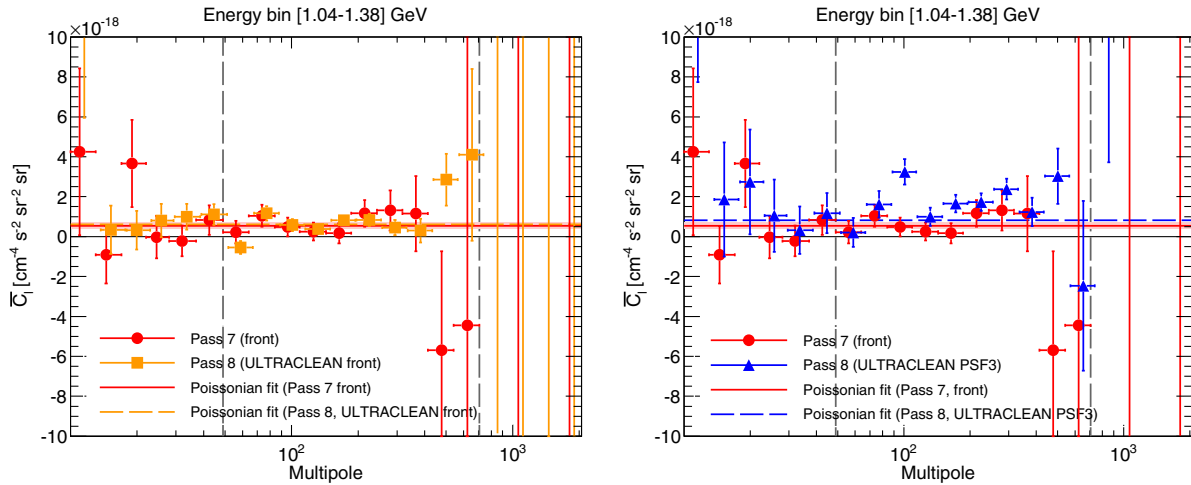 Energy bin [1.04-1.38] GeV
×10⁻¹⁸
10
8
6
4
2
0
-2
-4
-6
-8
-10
C̅ₗ [cm⁻⁴ s⁻² sr⁻² sr]
Pass 7 (front)
Pass 8 (ULTRACLEAN front)
Poissonian fit (Pass 7 front)
Poissonian fit (Pass 8, ULTRACLEAN front)
10² 10³
Multipole
Energy bin [1.04-1.38] GeV
×10⁻¹⁸
10
8
6
4
2
0
-2
-4
-6
-8
-10
C̅ₗ [cm⁻⁴ s⁻² sr⁻² sr]
Pass 7 (front)
Pass 8 (ULTRACLEAN PSF3)
Poissonian fit (Pass 7, front)
Poissonian fit (Pass 8, ULTRACLEAN PSF3)
10² 10³
Multipole